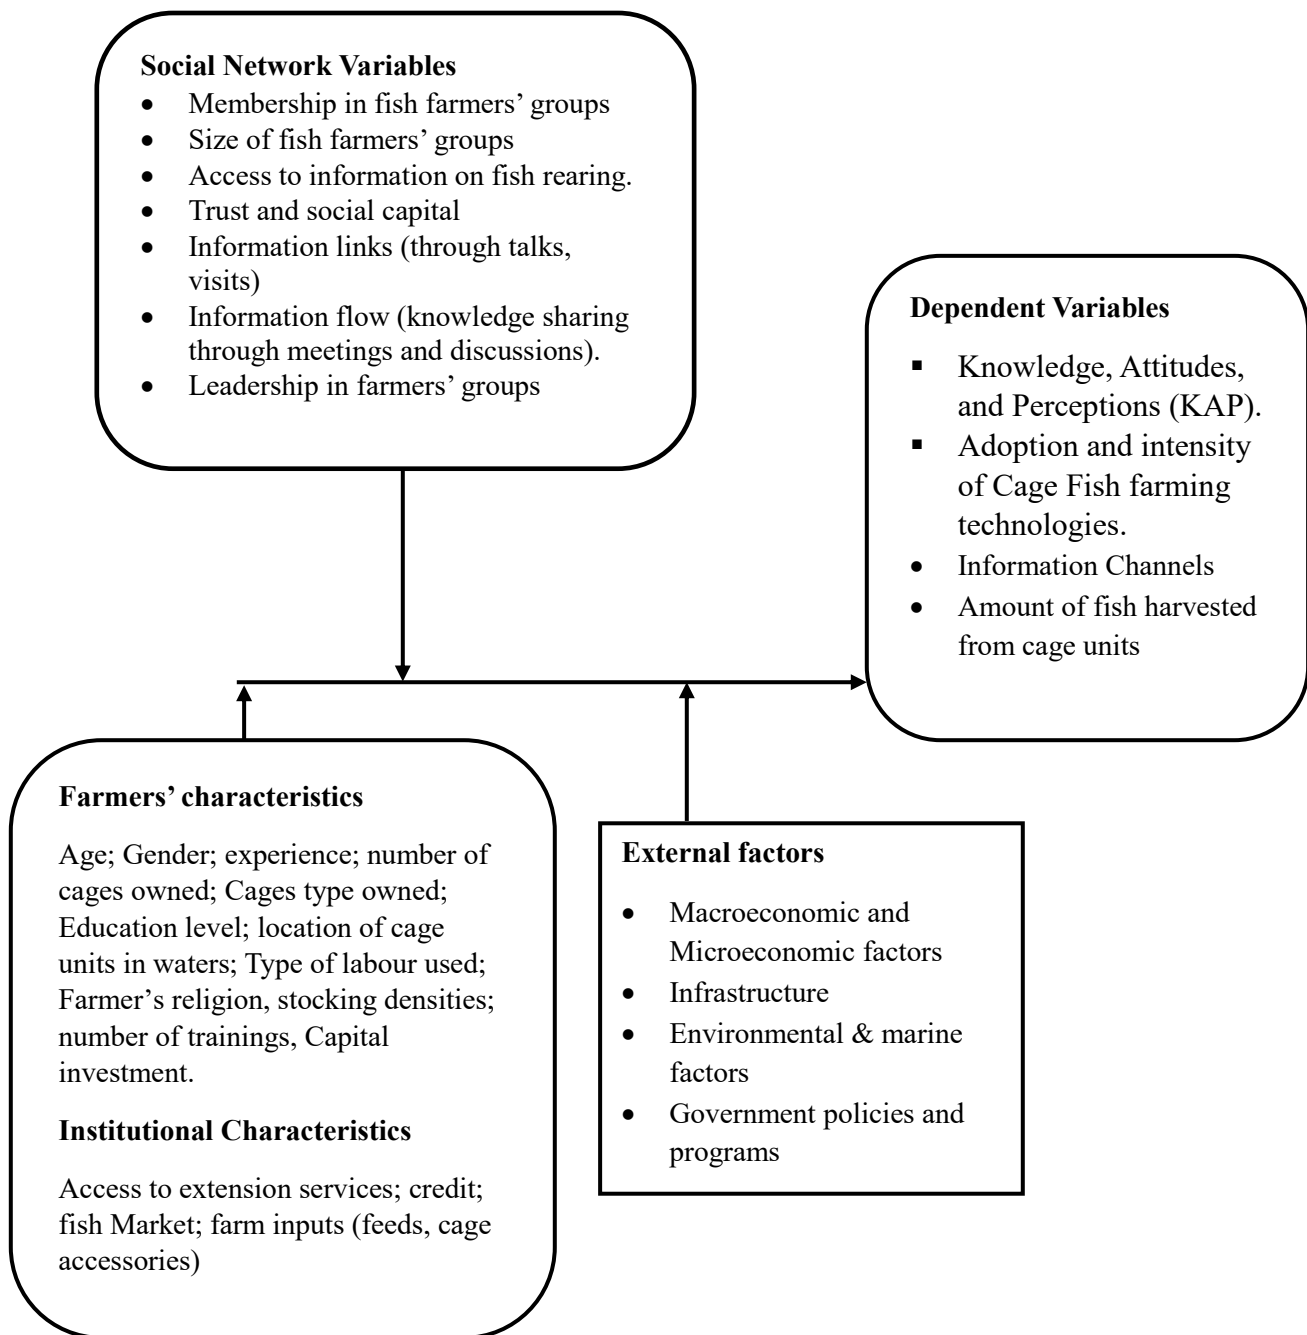 Social Network Variables
• Membership in fish farmers’ groups
• Size of fish farmers’ groups
• Access to information on fish rearing.
• Trust and social capital
• Information links (through talks,
visits)
• Information flow (knowledge sharing
through meetings and discussions).
• Leadership in farmers’ groups
Dependent Variables
▪ Knowledge, Attitudes,
and Perceptions (KAP).
▪ Adoption and intensity
of Cage Fish farming
technologies.
• Information Channels
• Amount of fish harvested
from cage units
Farmers’ characteristics
Age; Gender; experience; number of
cages owned; Cages type owned;
Education level; location of cage
units in waters; Type of labour used;
Farmer’s religion, stocking densities;
number of trainings, Capital
investment.
Institutional Characteristics
Access to extension services; credit;
fish Market; farm inputs (feeds, cage
accessories)
External factors
• Macroeconomic and
Microeconomic factors
• Infrastructure
• Environmental & marine
factors
• Government policies and
programs